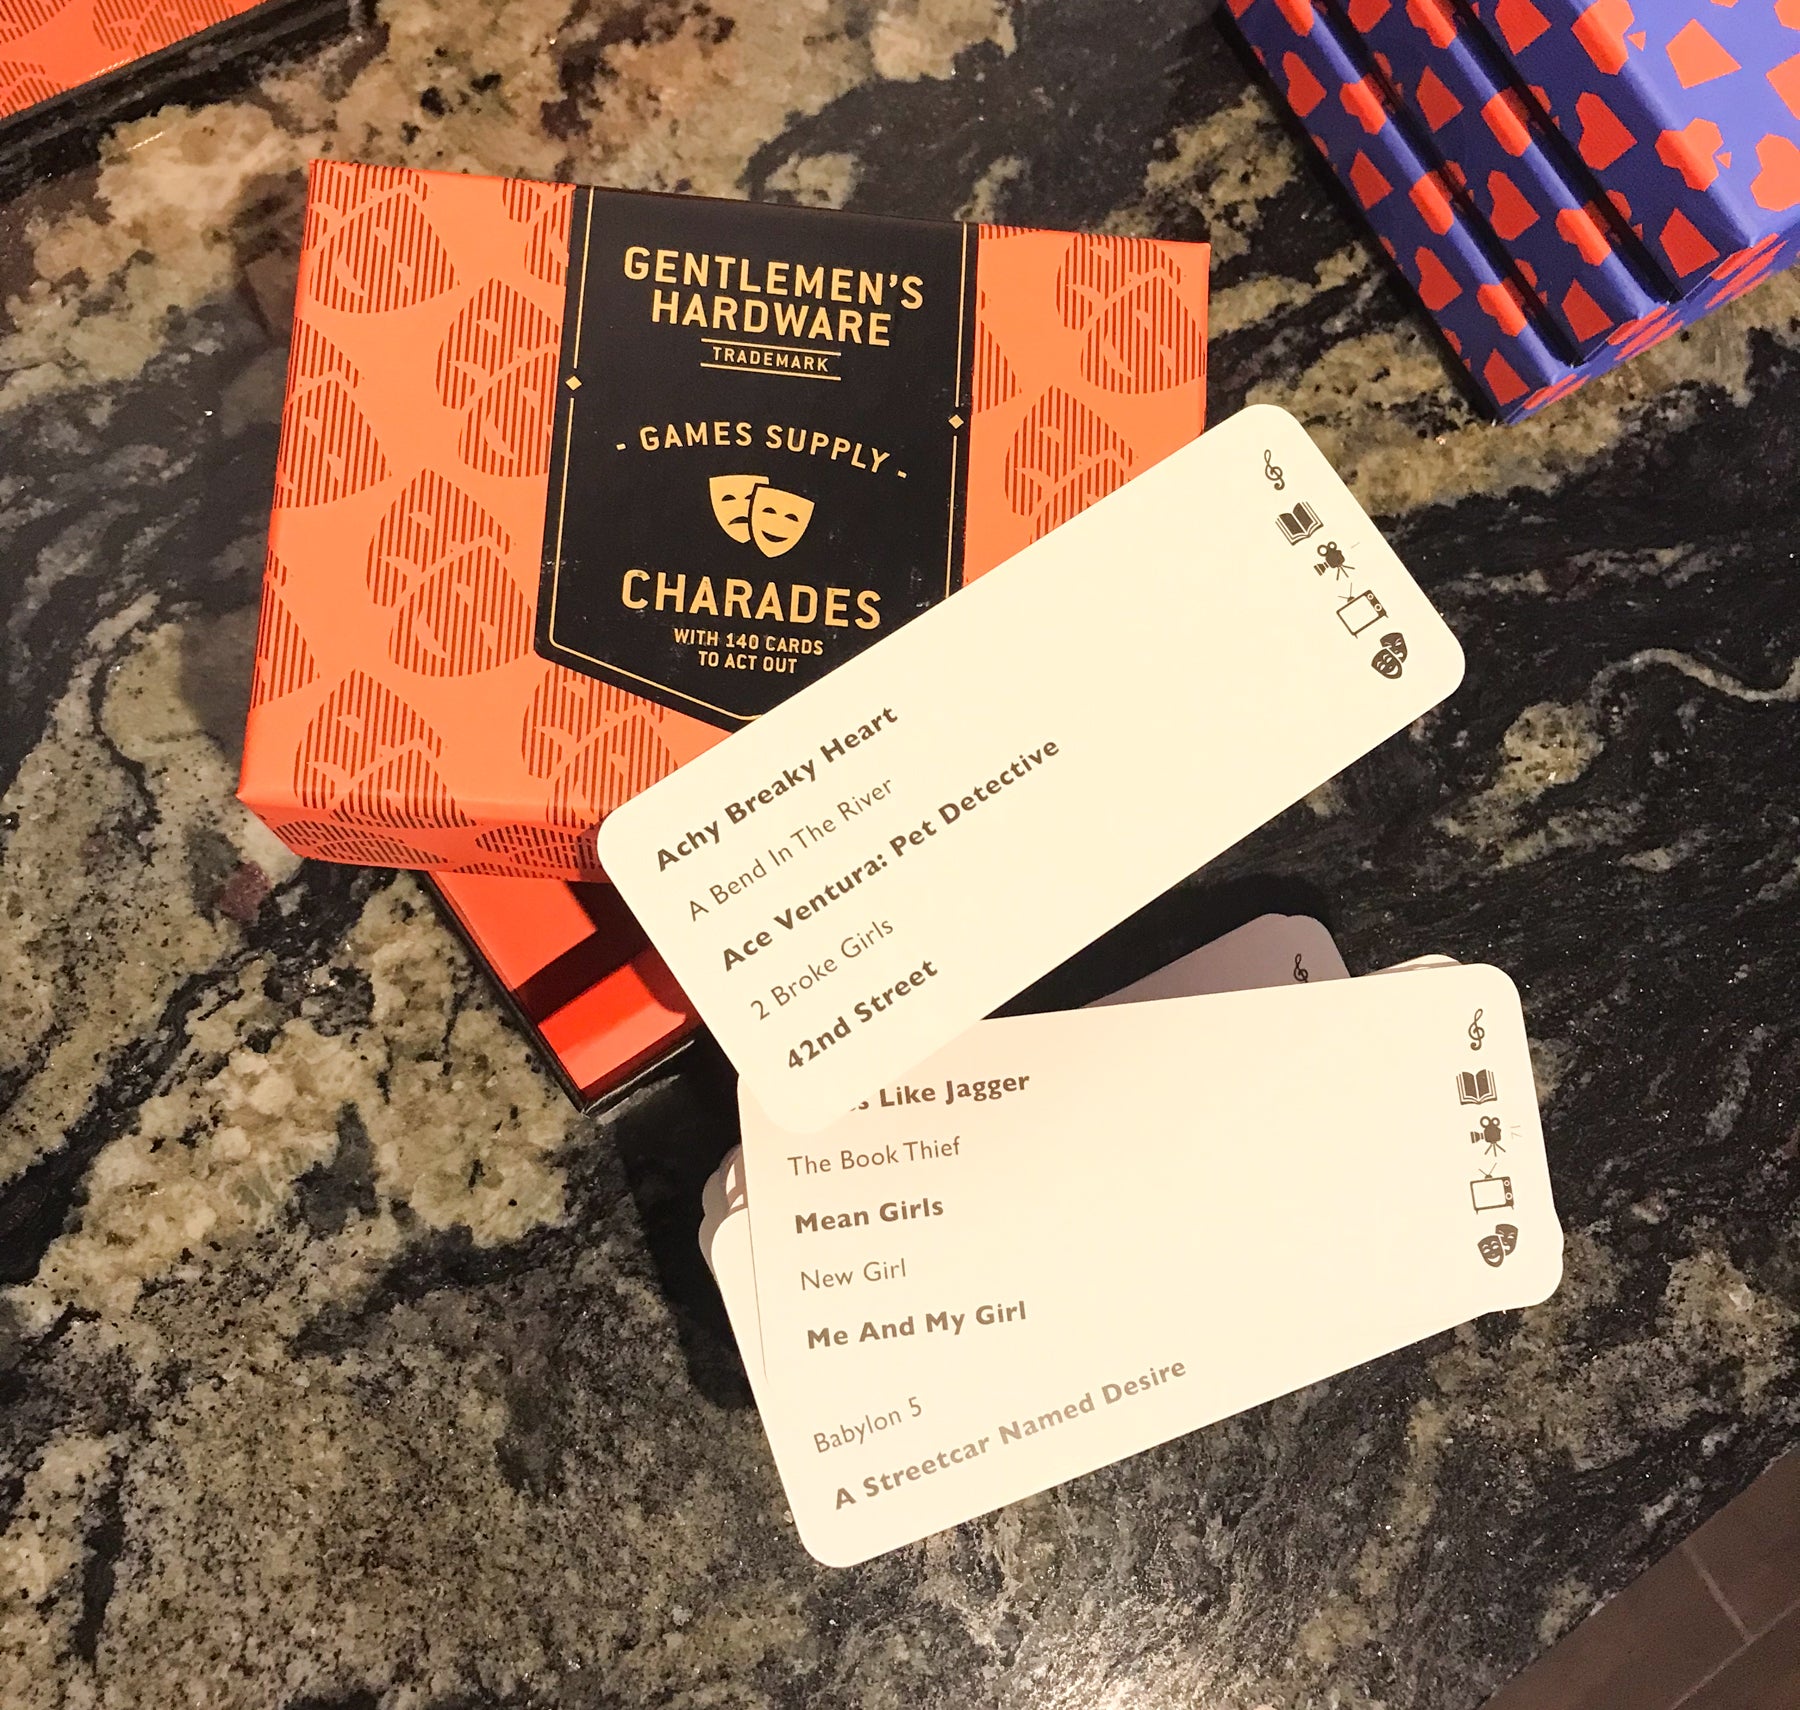 GENTLEMEN'S
HARDWARE
TRADEMARK
- GAMES SUPPLY -
CHARADES
WITH 140 CARDS
TO ACT OUT
Achy Breaky Heart
A Bend In The River
Ace Ventura: Pet Detective
2 Broke Girls
42nd Street
Like Jagger
The Book Thief
Mean Girls
New Girl
Me And My Girl
Babylon 5
A Streetcar Named Desire